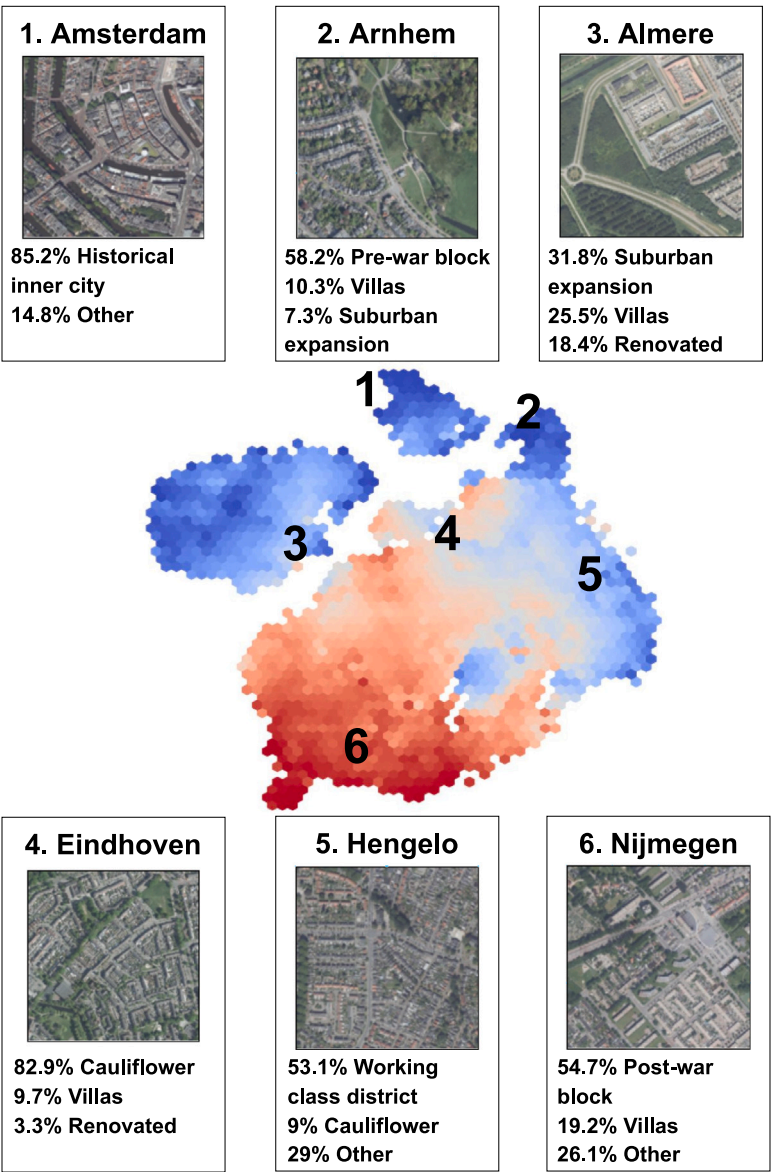 1. Amsterdam
85.2% Historical
inner city
14.8% Other
2. Arnhem
58.2% Pre-war block
10.3% Villas
7.3% Suburban
expansion
3. Almere
31.8% Suburban
expansion
25.5% Villas
18.4% Renovated
1
2
3
4
5
6
4. Eindhoven
82.9% Cauliflower
9.7% Villas
3.3% Renovated
5. Hengelo
53.1% Working
class district
9% Cauliflower
29% Other
6. Nijmegen
54.7% Post-war
block
19.2% Villas
26.1% Other